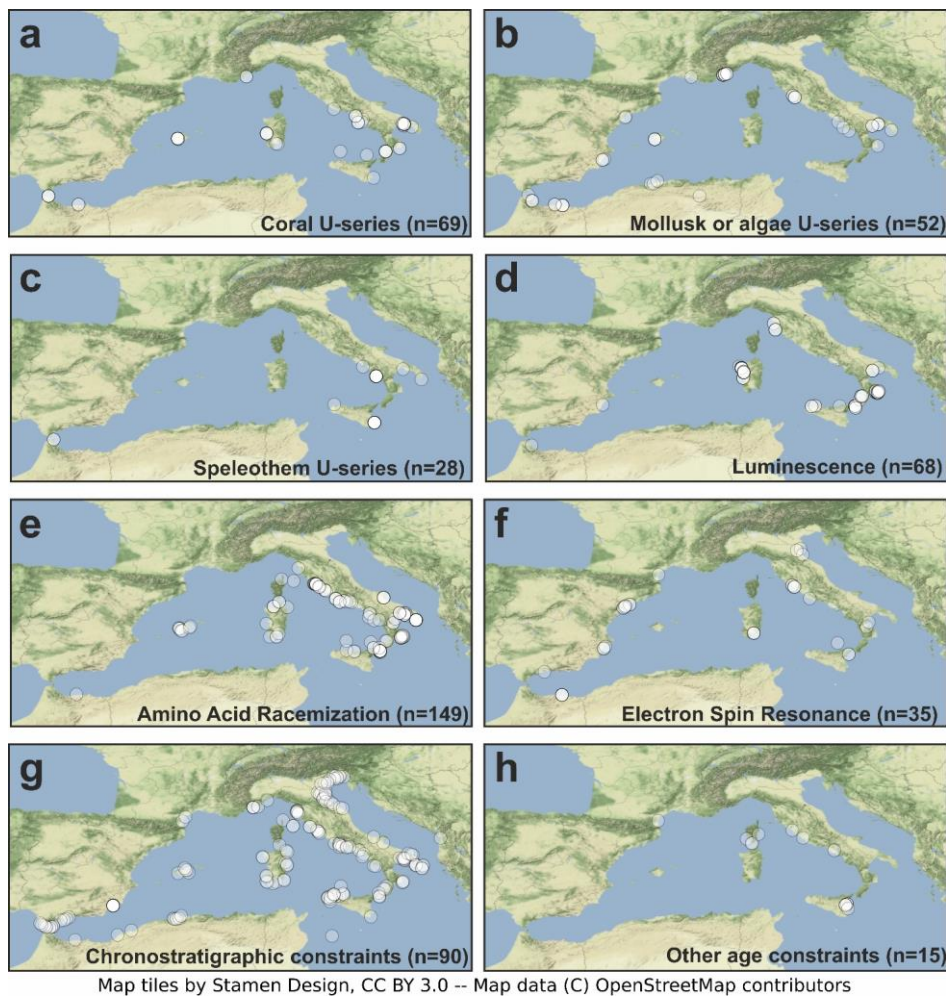 a
b
Coral U-series (n=69)
Mollusk or algae U-series (n=52)
c
d
Speleothem U-series (n=28)
Luminescence (n=68)
e
f
Amino Acid Racemization (n=149)
Electron Spin Resonance (n=35)
g
h
Chronostratigraphic constraints (n=90)
Other age constraints (n=15)
Map tiles by Stamen Design, CC BY 3.0 -- Map data (C) OpenStreetMap contributors